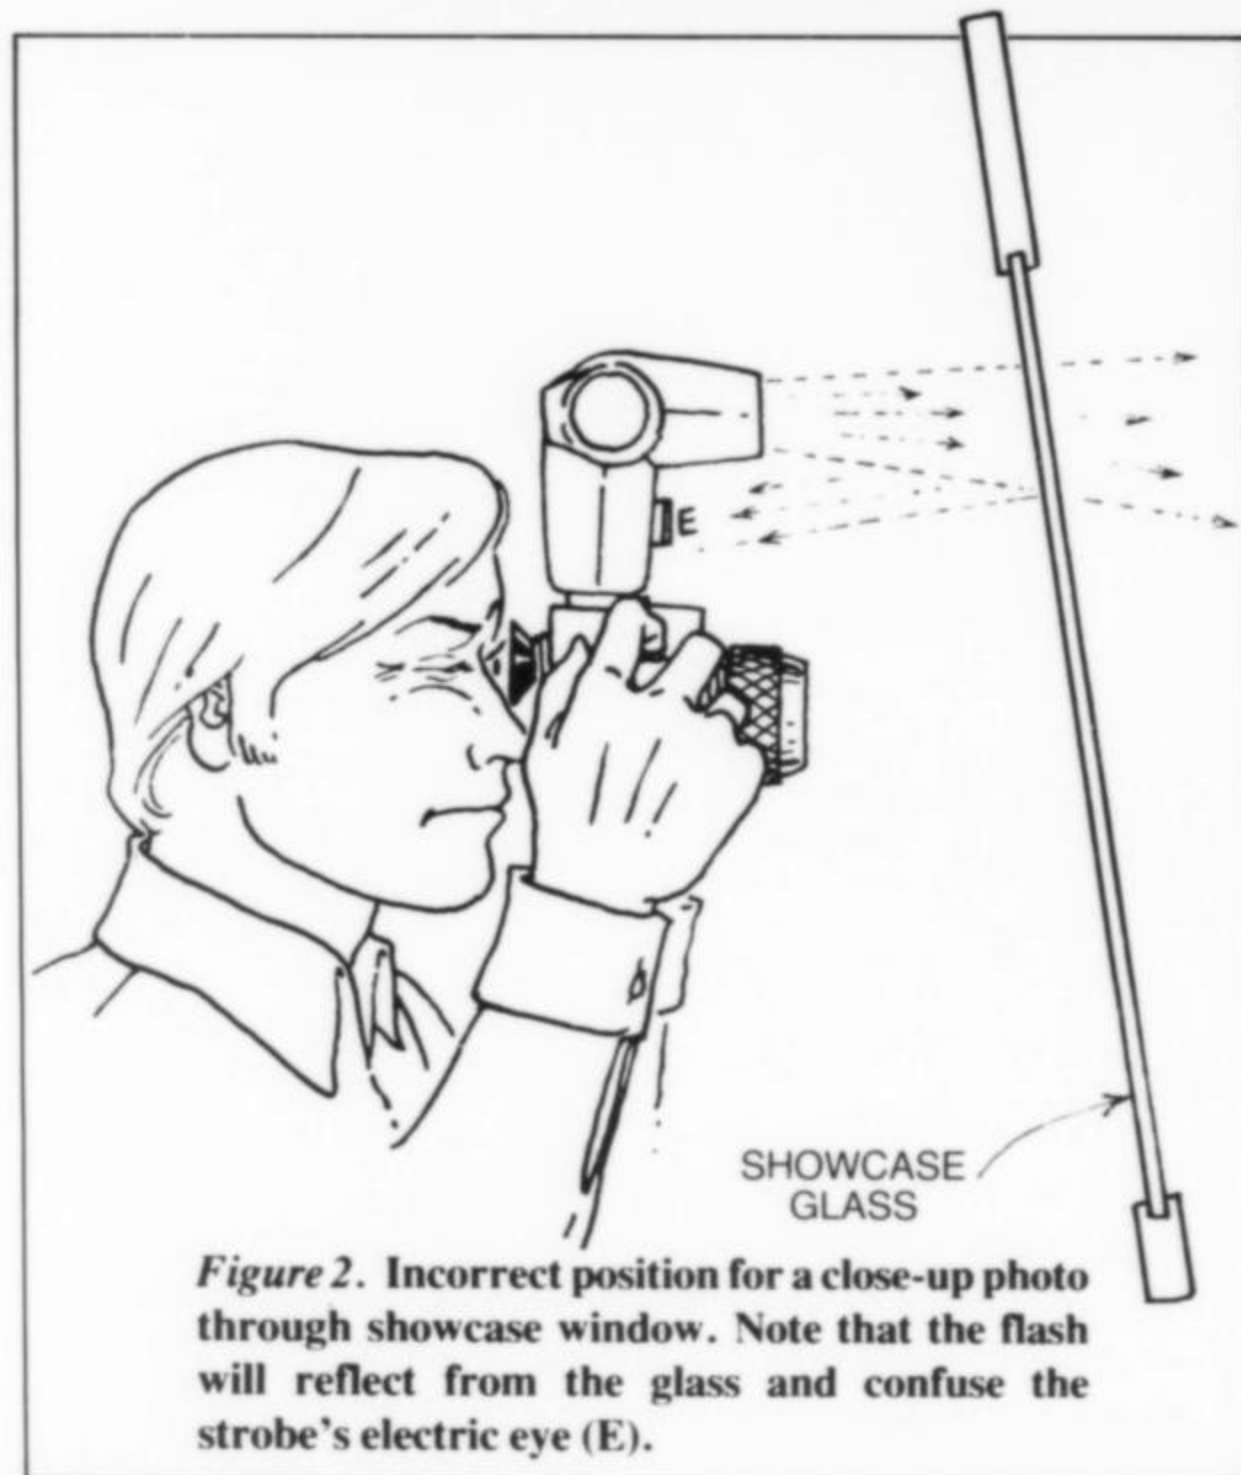 E
SHOWCASE
GLASS
Figure 2. Incorrect position for a close-up photo
through showcase window. Note that the flash
will reflect from the glass and confuse the
strobe's electric eye (E).